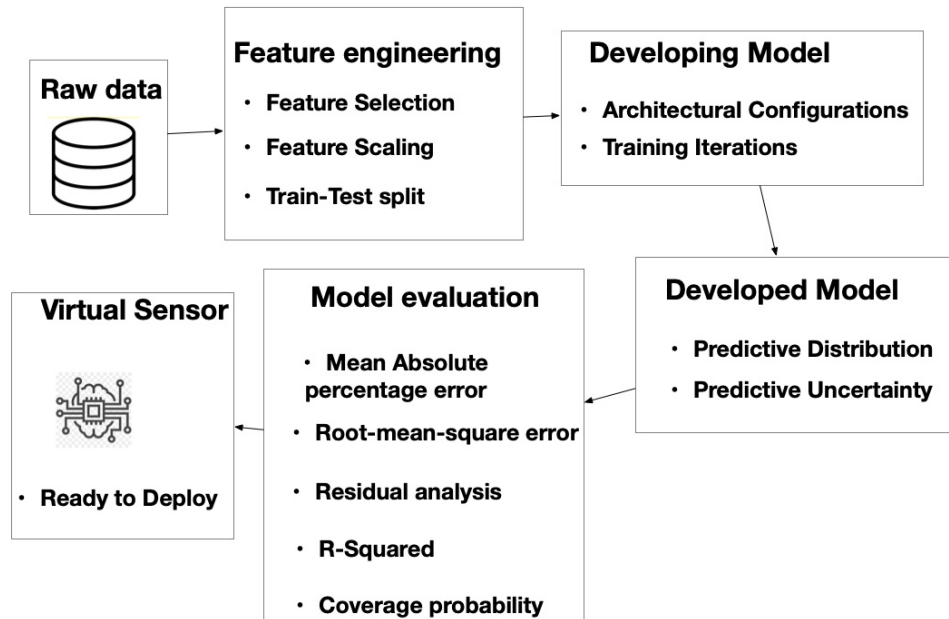 Raw data
Feature engineering
• Feature Selection
• Feature Scaling
• Train-Test split
Developing Model
• Architectural Configurations
• Training Iterations
Developed Model
• Predictive Distribution
• Predictive Uncertainty
Model evaluation
• Mean Absolute
percentage error
• Root-mean-square error
• Residual analysis
• R-Squared
• Coverage probability
Virtual Sensor
• Ready to Deploy